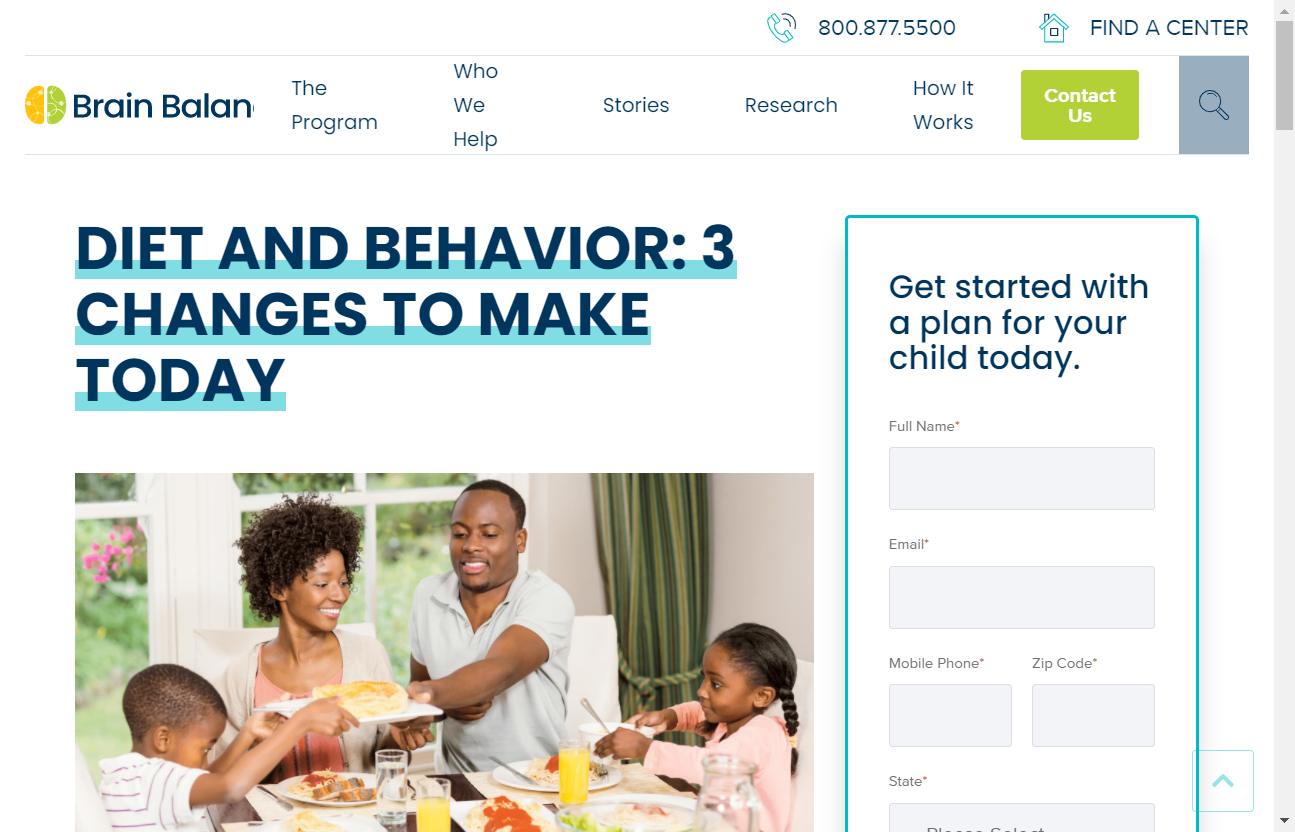 800.877.5500
FIND A CENTER
Brain Balan
The
Program
Who
We
Help
Stories
Research
How It
Works
Contact
Us
DIET AND BEHAVIOR: 3
CHANGES TO MAKE
TODAY
Get started with
a plan for your
child today.
Full Name*
Email*
Mobile Phone* Zip Code*
State*
Please Select